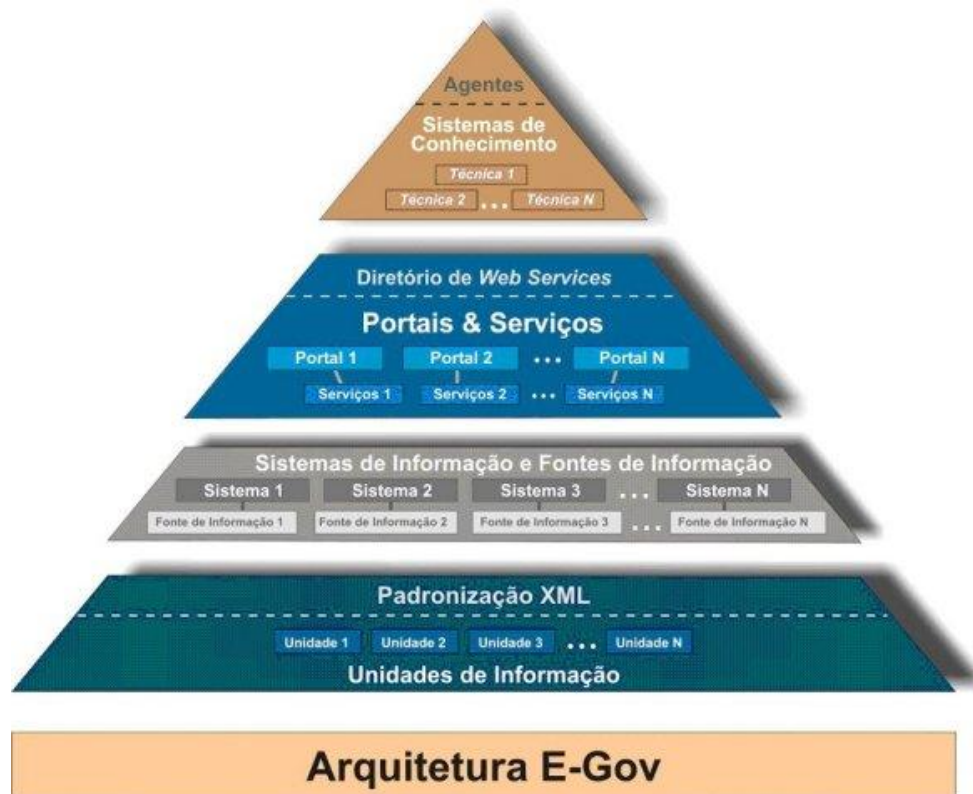 Agentes
Sistemas de
Conhecimento
Técnica 1
Técnica 2 ... Técnica N
Diretório de Web Services
Portais & Serviços
Portal 1 Portal 2 ... Portal N
Serviços 1 Serviços 2 ... Serviços N
Sistemas de Informação e Fontes de Informação
Sistema 1 Sistema 2 Sistema 3 ... Sistema N
Fonte de Informação 1 Fonte de Informação 2 Fonte de Informação 3 ... Fonte de Informação N
Padronização XML
Unidade 1 Unidade 2 Unidade 3 ... Unidade N
Unidades de Informação
Arquitetura E-Gov